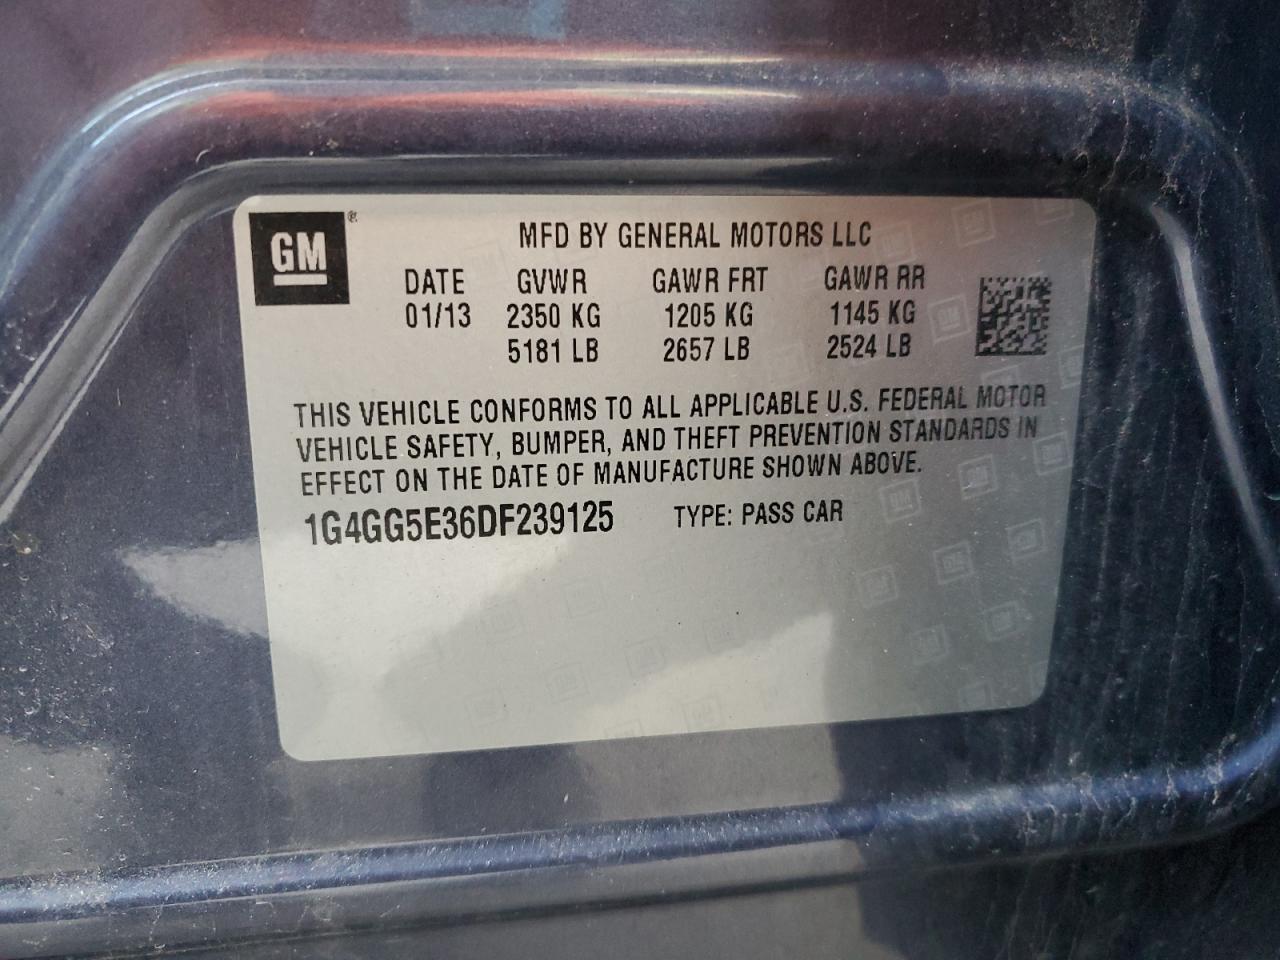 GM ®
MFD BY GENERAL MOTORS LLC
DATE GVWR GAWR FRT GAWR RR
01/13 2350 KG 1205 KG 1145 KG
5181 LB 2657 LB 2524 LB
THIS VEHICLE CONFORMS TO ALL APPLICABLE U.S. FEDERAL MOTOR
VEHICLE SAFETY, BUMPER, AND THEFT PREVENTION STANDARDS IN
EFFECT ON THE DATE OF MANUFACTURE SHOWN ABOVE.
1G4GG5E36DF239125 TYPE: PASS CAR